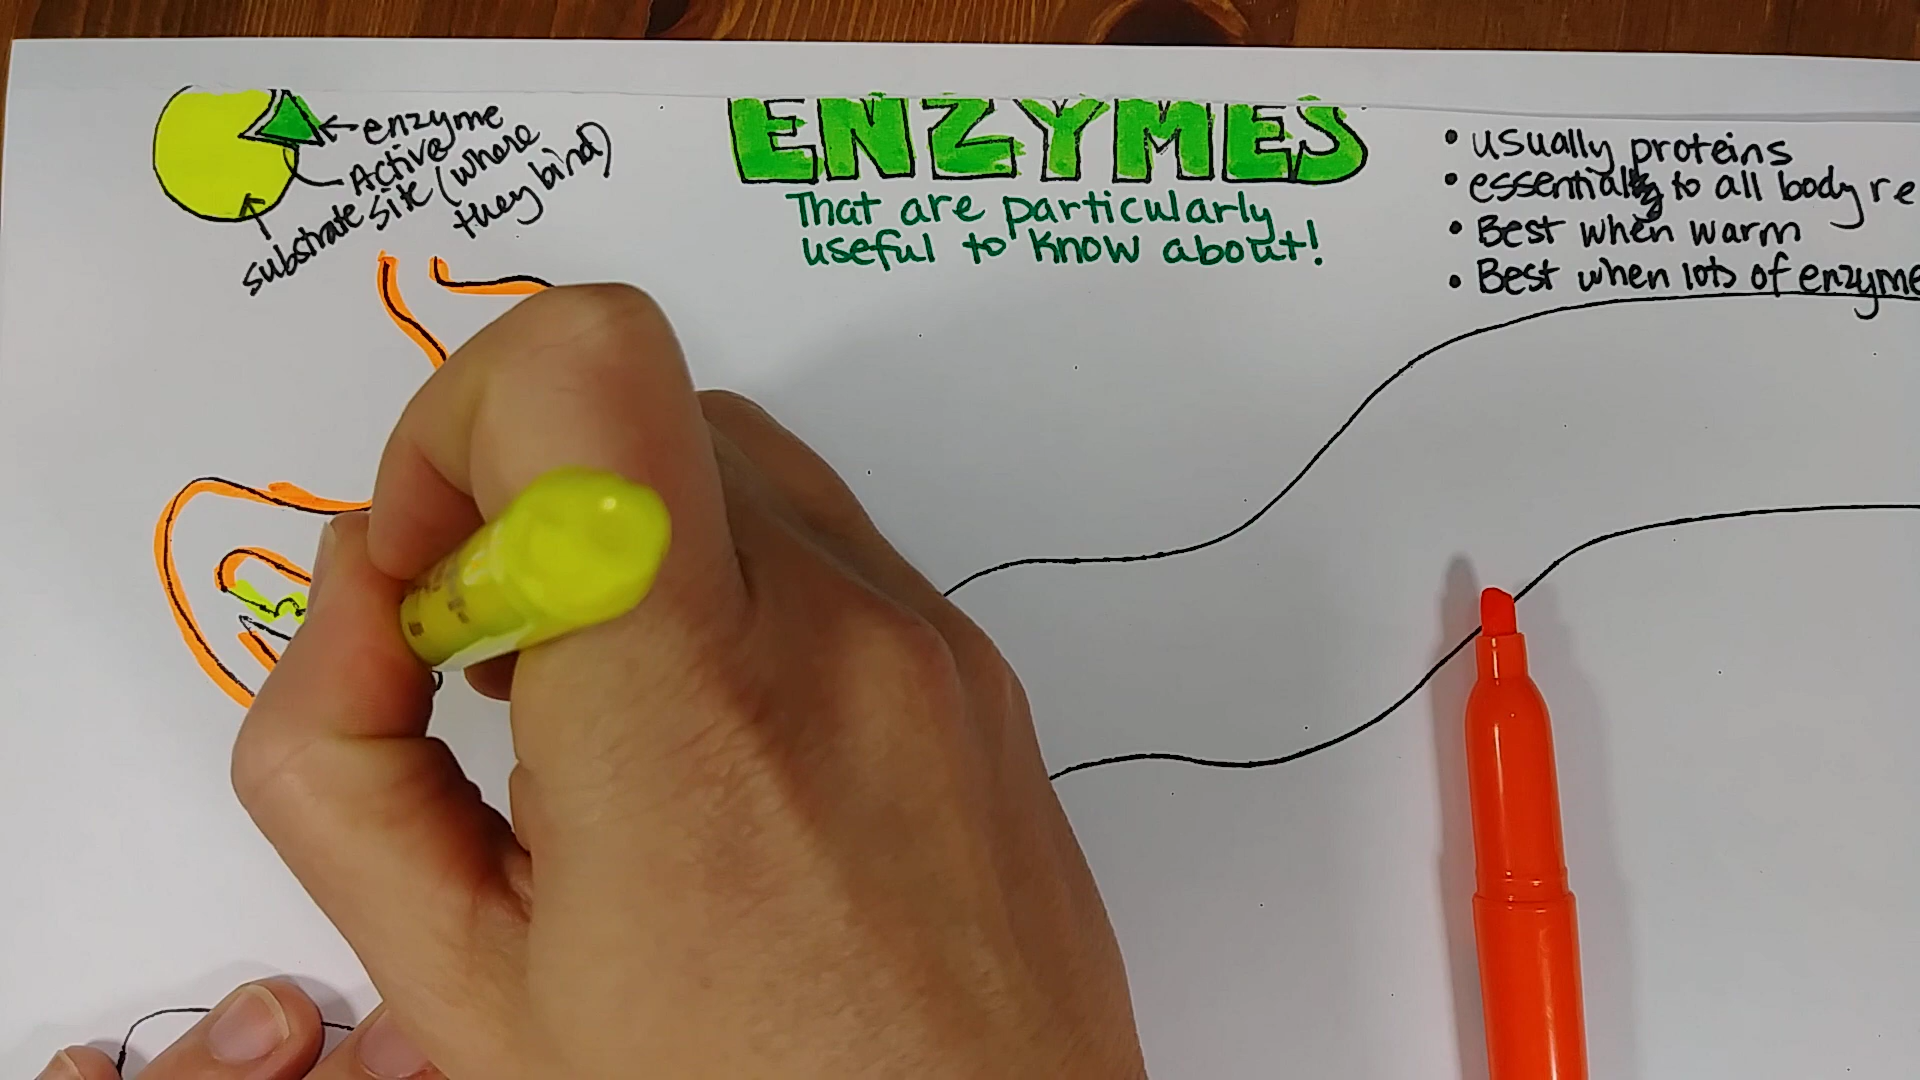 enzyme
Active
site (where
they bind)
substrate
ENZYMES
That are particularly
useful to know about!
• usually proteins
• essential to all body re
• Best when warm
• Best when lots of enzyme